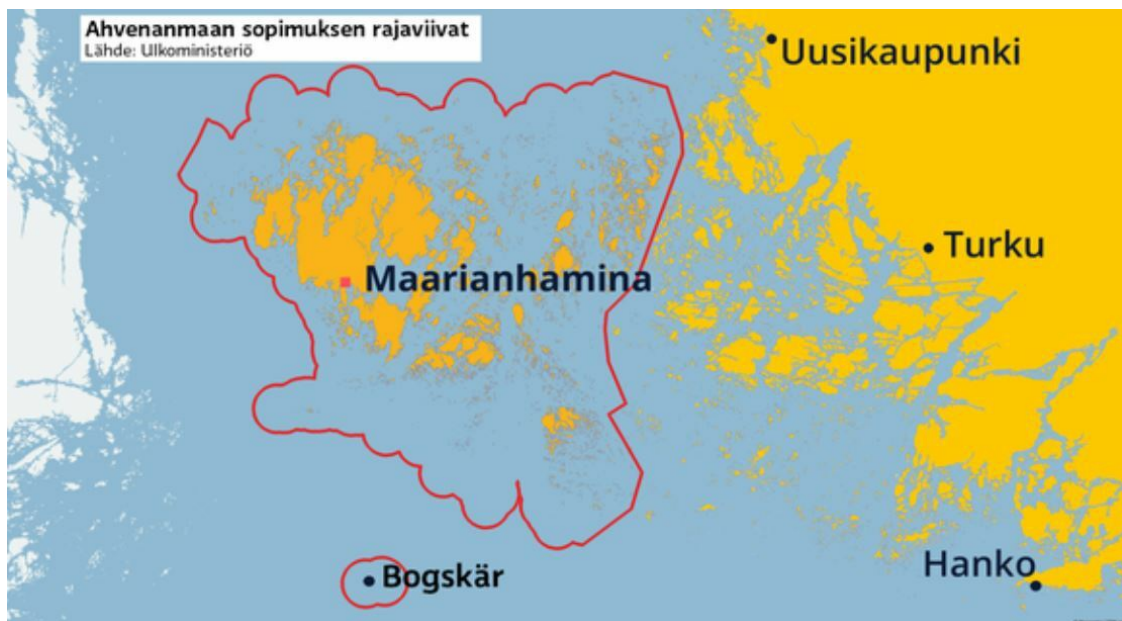 Ahvenanmaan sopimuksen rajaviivat
Lähde: Ulkoministeriö
Uusikaupunki
Turku
Maarianhamina
Hanko
Bogskär